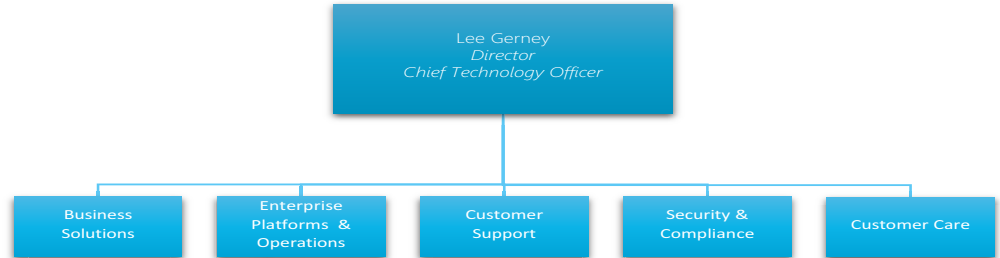 Lee Gerney
Director
Chief Technology Officer
Business
Solutions
Enterprise
Platforms &
Operations
Customer
Support
Security &
Compliance
Customer Care